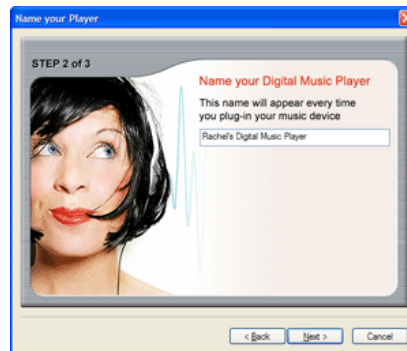 Name your Player
STEP 2 of 3
Name your Digital Music Player
This name will appear every time
you plug-in your music device
Rachel's Digital Music Player
< Back
Next >
Cancel